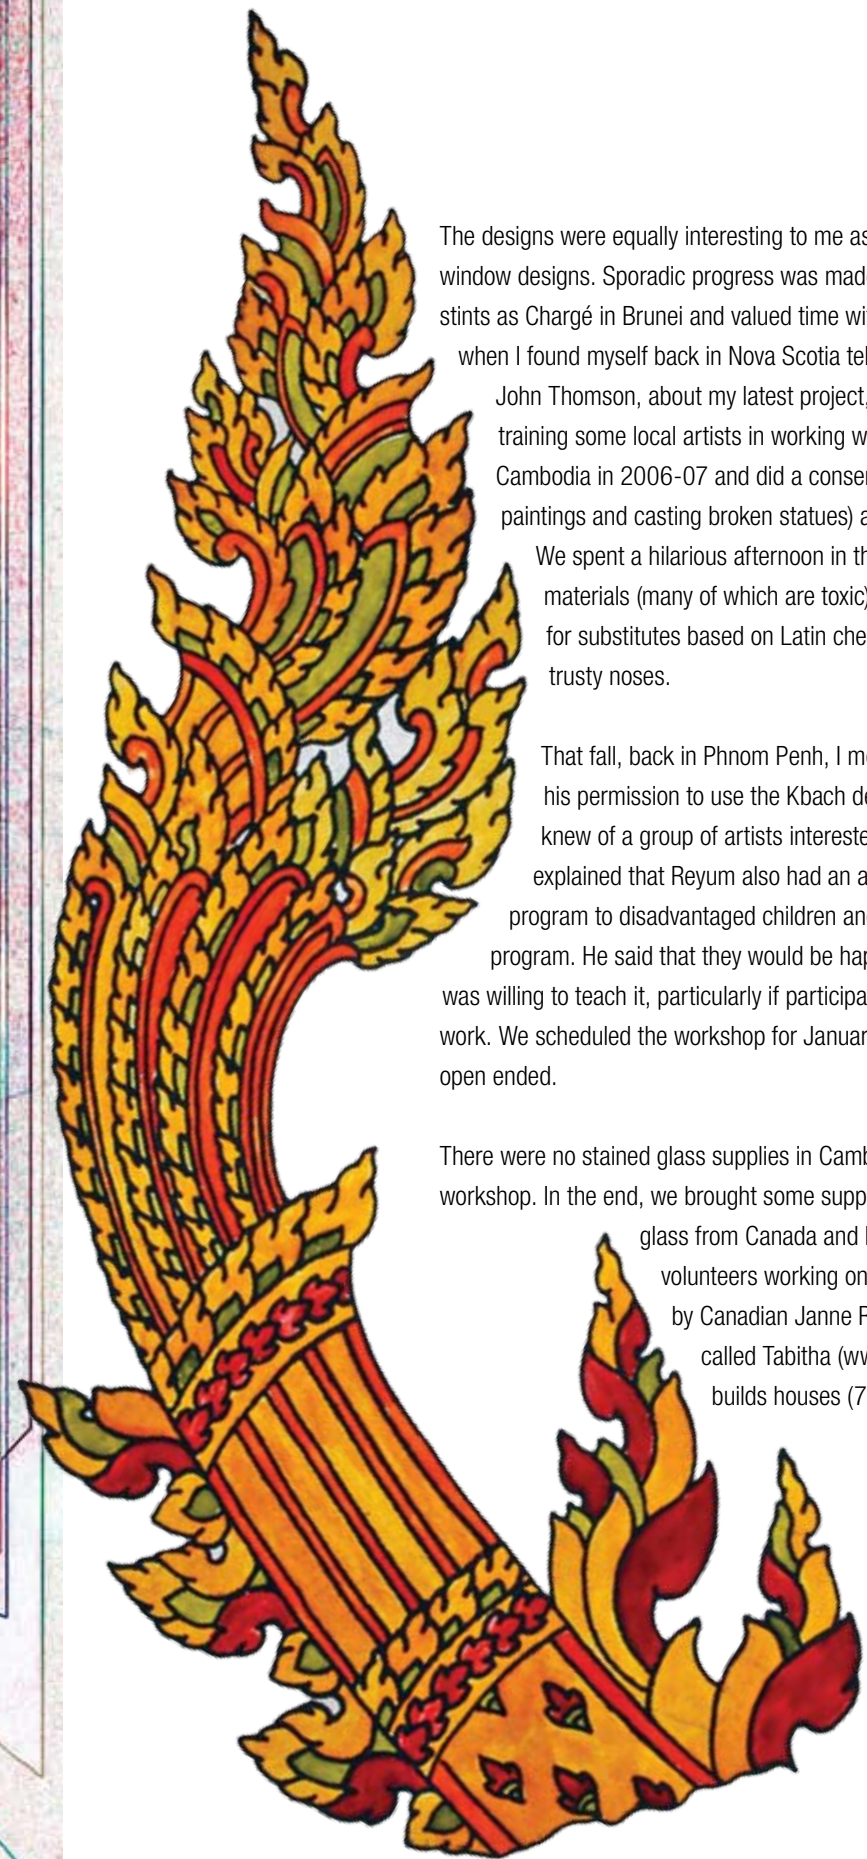 The designs were equally interesting to me as
window designs. Sporadic progress was mad
stints as Chargé in Brunei and valued time wi
when I found myself back in Nova Scotia tel
John Thomson, about my latest project,
training some local artists in working w
Cambodia in 2006-07 and did a conser
paintings and casting broken statues) a
We spent a hilarious afternoon in th
materials (many of which are toxic)
for substitutes based on Latin che
trusty noses.
That fall, back in Phnom Penh, I m
his permission to use the Kbach de
knew of a group of artists intereste
explained that Reyum also had an a
program to disadvantaged children an
program. He said that they would be hap
was willing to teach it, particularly if participa
work. We scheduled the workshop for Januar
open ended.
There were no stained glass supplies in Camb
workshop. In the end, we brought some supp
glass from Canada and
volunteers working on
by Canadian Janne
called Tabitha (w
builds houses (7